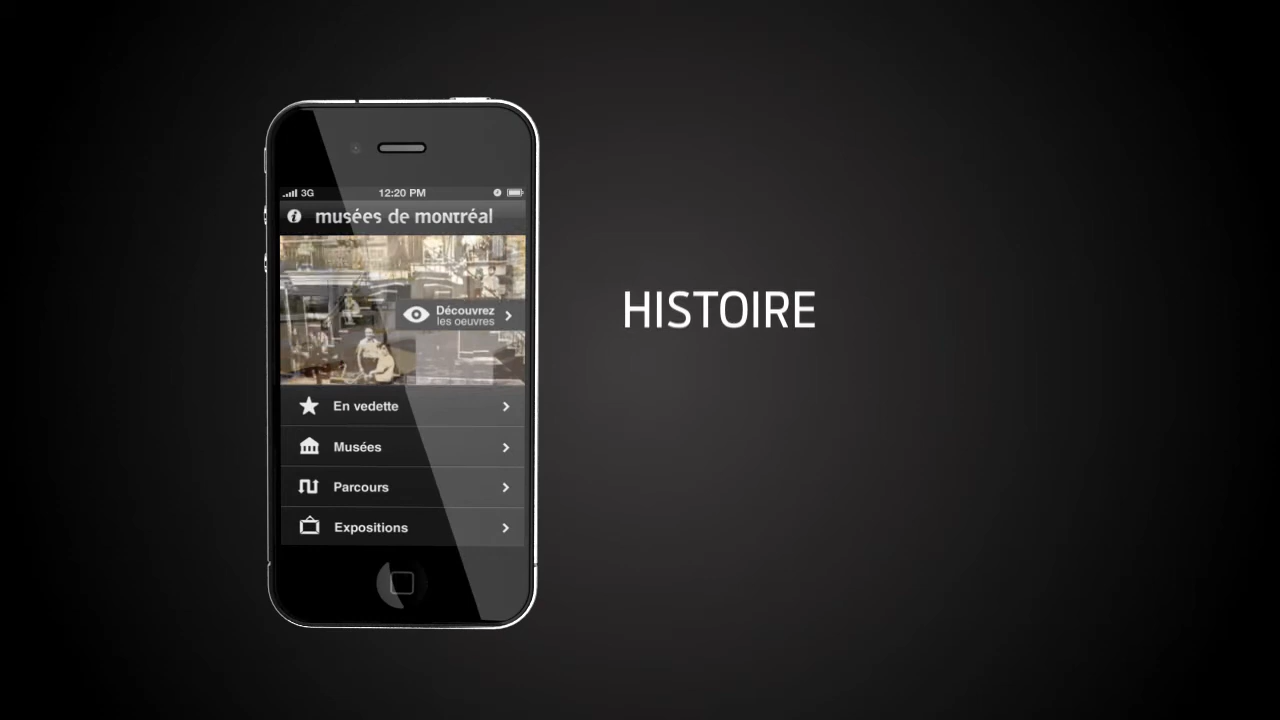 3G 12:20 PM
musées de montréal
Découvrez
les oeuvres
En vedette
Musées
Parcours
Expositions
HISTOIRE